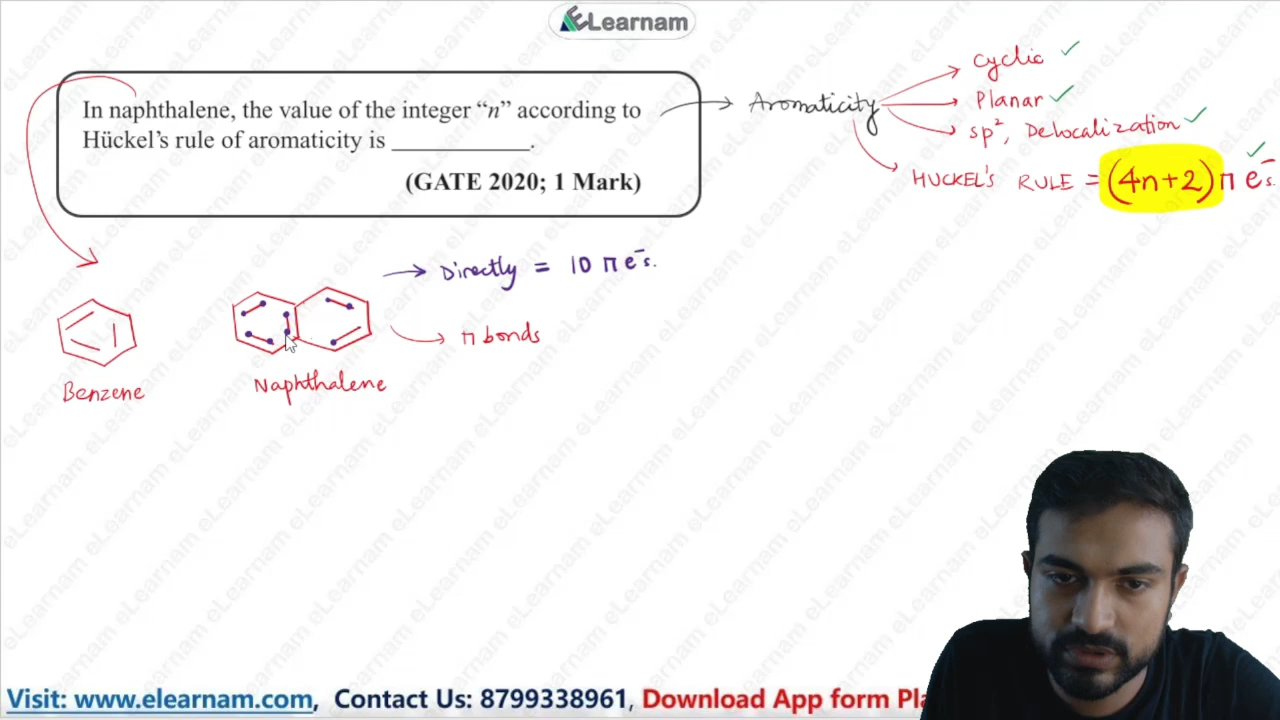 ELearnam
In naphthalene, the value of the integer “n” according to
Hückel’s rule of aromaticity is __________.
(GATE 2020; 1 Mark)
Aromaticity
Cyclic ✓
Planar ✓
sp², Delocalization ✓
HUCKEL'S RULE = (4n+2) π e⁻s. ✓
Directly = 10 π e⁻s.
π bonds
Benzene
Naphthalene
Visit: www.elearnam.com, Contact Us: 8799338961, Download App form Pla